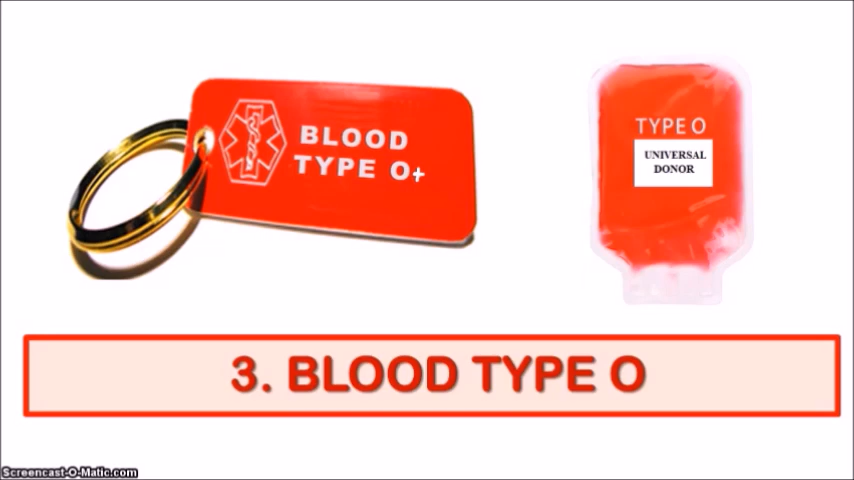 BLOOD
TYPE O+
TYPE O
UNIVERSAL
DONOR
3. BLOOD TYPE O
Screencast-O-Matic.com